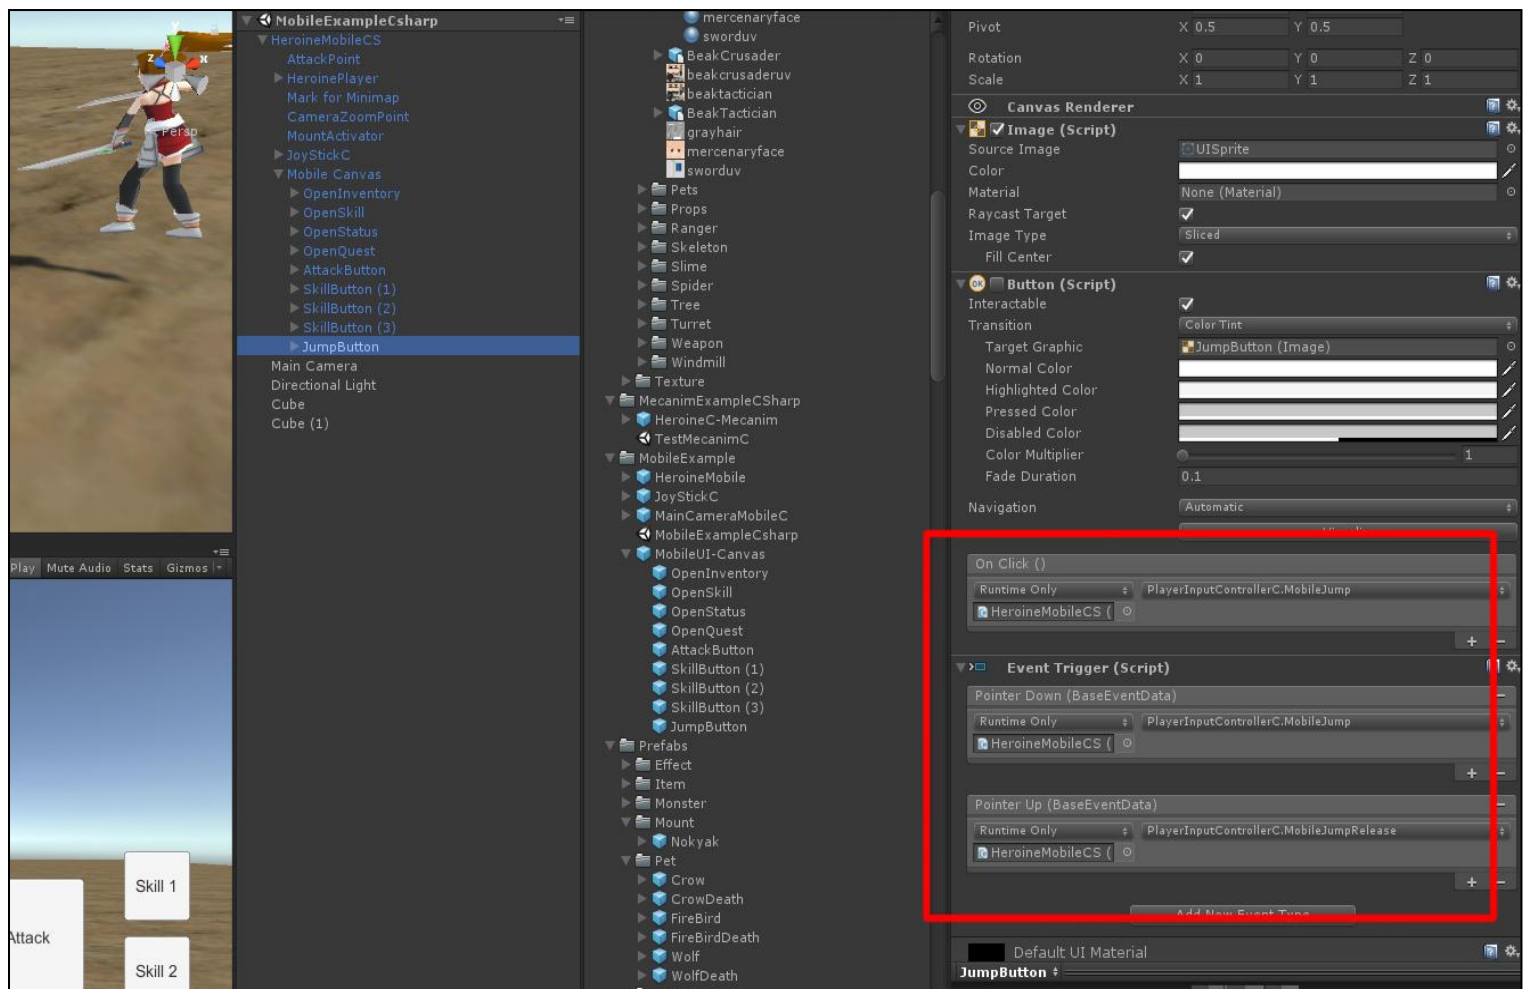 Persp
z
x
Play Mute Audio Stats Gizmos
Skill 1
Attack
Skill 2
MobileExampleCsharp
HeroineMobileCS
AttackPoint
HeroinePlayer
Mark for Minimap
CameraZoomPoint
MountActivator
JoyStickC
Mobile Canvas
OpenInventory
OpenSkill
OpenStatus
OpenQuest
AttackButton
SkillButton (1)
SkillButton (2)
SkillButton (3)
JumpButton
Main Camera
Directional Light
Cube
Cube (1)
mercenaryface
sworduv
BeakCrusader
beakcrusaderuv
beaktactician
BeakTactician
grayhair
mercenaryface
sworduv
Pets
Props
Ranger
Skeleton
Slime
Spider
Tree
Turret
Weapon
Windmill
Texture
MecanimExampleCSharp
HeroineC-Mecanim
TestMecanimC
MobileExample
HeroineMobile
JoyStickC
MainCameraMobileC
MobileExampleCsharp
MobileUI-Canvas
OpenInventory
OpenSkill
OpenStatus
OpenQuest
AttackButton
SkillButton (1)
SkillButton (2)
SkillButton (3)
JumpButton
Prefabs
Effect
Item
Monster
Mount
Nokyak
Pet
Crow
CrowDeath
FireBird
FireBirdDeath
Wolf
WolfDeath
Pivot X 0.5 Y 0.5
Rotation X 0 Y 0 Z 0
Scale X 1 Y 1 Z 1
Canvas Renderer
Image (Script)
Source Image UISprite
Color
Material None (Material)
Raycast Target
Image Type Sliced
Fill Center
OK Button (Script)
Interactable
Transition Color Tint
Target Graphic JumpButton (Image)
Normal Color
Highlighted Color
Pressed Color
Disabled Color
Color Multiplier 1
Fade Duration 0.1
Navigation Automatic
On Click ()
Runtime Only PlayerInputControllerC.MobileJump
HeroineMobileCS (
+ −
Event Trigger (Script)
Pointer Down (BaseEventData) −
Runtime Only PlayerInputControllerC.MobileJump
HeroineMobileCS (
+ −
Pointer Up (BaseEventData) −
Runtime Only PlayerInputControllerC.MobileJumpRelease
HeroineMobileCS (
+ −
Add New Event Type
Default UI Material
JumpButton